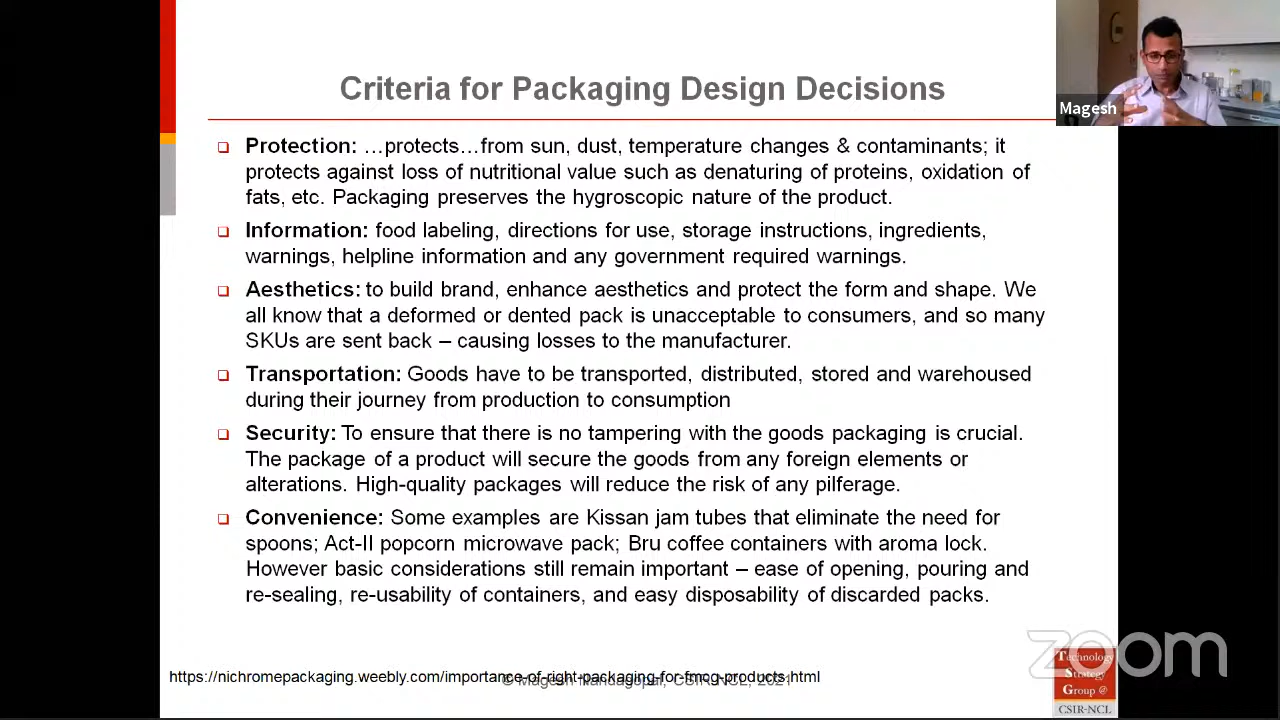 Criteria for Packaging Design Decisions
Magesh
Protection: …protects…from sun, dust, temperature changes & contaminants; it
protects against loss of nutritional value such as denaturing of proteins, oxidation of
fats, etc. Packaging preserves the hygroscopic nature of the product.
Information: food labeling, directions for use, storage instructions, ingredients,
warnings, helpline information and any government required warnings.
Aesthetics: to build brand, enhance aesthetics and protect the form and shape. We
all know that a deformed or dented pack is unacceptable to consumers, and so many
SKUs are sent back – causing losses to the manufacturer.
Transportation: Goods have to be transported, distributed, stored and warehoused
during their journey from production to consumption
Security: To ensure that there is no tampering with the goods packaging is crucial.
The package of a product will secure the goods from any foreign elements or
alterations. High-quality packages will reduce the risk of any pilferage.
Convenience: Some examples are Kissan jam tubes that eliminate the need for
spoons; Act-II popcorn microwave pack; Bru coffee containers with aroma lock.
However basic considerations still remain important – ease of opening, pouring and
re-sealing, re-usability of containers, and easy disposability of discarded packs.
https://nichromepackaging.weebly.com/importance-of-right-packaging-for-fmcg-products.html
© Magesh Nandagopal, CSIR-NCL, 2021
zoom
Technology
Strategy
Group @
CSIR-NCL